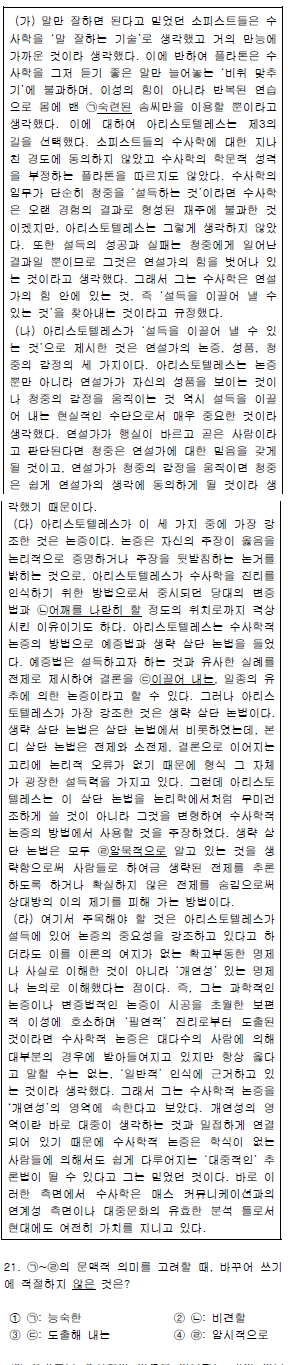 (가) 말만 잘하면 된다고 믿었던 소피스트들은 수
사학을 '말 잘하는 기술'로 생각했고 거의 만능에
가까운 것이라 생각했다. 이에 반하여 플라톤은 수
사학을 그저 듣기 좋은 말만 늘어놓는 '비위 맞추
기'에 불과하며, 이성의 힘이 아니라 반복된 연습
으로 몸에 밴 ㉠숙련된 솜씨만을 이용할 뿐이라고
생각했다. 이에 대하여 아리스토텔레스는 제3의
길을 선택했다. 소피스트들의 수사학에 대한 지나
친 경도에 동의하지 않았고 수사학의 학문적 성격
을 부정하는 플라톤을 따르지도 않았다. 수사학의
임무가 단순히 청중을 '설득하는 것'이라면 수사학
은 오랜 경험의 결과로 형성된 재주에 불과한 것
이겠지만, 아리스토텔레스는 그렇게 생각하지 않았
다. 또한 설득의 성공과 실패는 청중에게 일어난
결과일 뿐이므로 그것은 연설가의 힘을 벗어나 있
는 것이라고 생각했다. 그래서 그는 수사학은 연설
가의 힘 안에 있는 것, 즉 '설득을 이끌어 낼 수
있는 것'을 찾아내는 것이라고 규정했다.
(나) 아리스토텔레스가 '설득을 이끌어 낼 수 있
는 것'으로 제시한 것은 연설가의 논증, 성품, 청
중의 감정의 세 가지이다. 아리스토텔레스는 논증
뿐만 아니라 연설가가 자신의 성품을 보이는 것이
나 청중의 감정을 움직이는 것 역시 설득을 이끌
어 내는 현실적인 수단으로서 매우 중요한 것이라
생각했다. 연설가가 행실이 바르고 곧은 사람이라
고 판단된다면 청중은 연설가에 대한 믿음을 갖게
될 것이고, 연설가가 청중의 감정을 움직이면 청중
은 쉽게 연설가의 생각에 동의하게 될 것이라 생
각했기 때문이다.
(다) 아리스토텔레스가 이 세 가지 중에 가장 강
조한 것은 논증이다. 논증은 자신의 주장이 옳음을
논리적으로 증명하거나 주장을 뒷받침하는 논거를
밝히는 것으로, 아리스토텔레스가 수사학을 진리를
인식하기 위한 방법으로서 중시되던 당대의 변증
법과 ㉡어깨를 나란히 할 정도의 위치로까지 격상
시킨 이유이기도 하다. 아리스토텔레스는 수사학적
논증의 방법으로 예증법과 생략 삼단 논법을 들었
다. 예증법은 설득하고자 하는 것과 유사한 실례를
전제로 제시하여 결론을 ㉢이끌어 내는, 일종의 유
추에 의한 논증이라고 할 수 있다. 그러나 아리스
토텔레스가 가장 강조한 것은 생략 삼단 논법이다.
생략 삼단 논법은 삼단 논법에서 비롯하였는데, 본
디 삼단 논법은 전제와 소전제, 결론으로 이어지는
고리에 논리적 오류가 없기 때문에 형식 그 자체
가 굉장한 설득력을 가지고 있다. 그런데 아리스토
텔레스는 이 삼단 논법을 논리학에서처럼 무미건
조하게 쓸 것이 아니라 그것을 변형하여 수사학적
논증의 방법에서 사용할 것을 주장하였다. 생략 삼
단 논법은 모두 ㉣암묵적으로 알고 있는 것을 생
략함으로써 사람들로 하여금 생략된 전제를 추론
하도록 하거나 확실하지 않은 전제를 숨김으로써
상대방의 이의 제기를 피해 가는 방법이다.
(라) 여기서 주목해야 할 것은 아리스토텔레스가
설득에 있어 논증의 중요성을 강조하고 있다고 하
더라도 이를 이론의 여지가 없는 확고부동한 명제
나 사실로 이해한 것이 아니라 '개연성' 있는 명제
나 논의로 이해했다는 점이다. 즉, 그는 과학적인
논증이나 변증법적인 논증이 시공을 초월한 보편
적 이성에 호소하며 '필연적' 진리로부터 도출된
것이라면 수사학적 논증은 대다수의 사람에 의해
대부분의 경우에 받아들여지고 있지만 항상 옳다
고 말할 수는 없는, '일반적' 인식에 근거하고 있
는 것이라 생각했다. 그래서 그는 수사학적 논증을
'개연성'의 영역에 속한다고 보았다. 개연성의 영
역이란 바로 대중이 생각하는 것과 밀접하게 연결
되어 있기 때문에 수사학적 논증은 학식이 없는
사람들에 의해서도 쉽게 다루어지는 '대중적인' 추
론법이 될 수 있다고 그는 믿었던 것이다. 바로 이
러한 측면에서 수사학은 매스 커뮤니케이션과의
연계성 측면이나 대중문화의 유효한 분석 틀로서
현대에도 여전히 가치를 지니고 있다.
21. ㉠~㉣의 문맥적 의미를 고려할 때, 바꾸어 쓰기
에 적절하지 않은 것은?
① ㉠: 능숙한 ② ㉡: 비견할
③ ㉢: 도출해 내는 ④ ㉣: 암시적으로